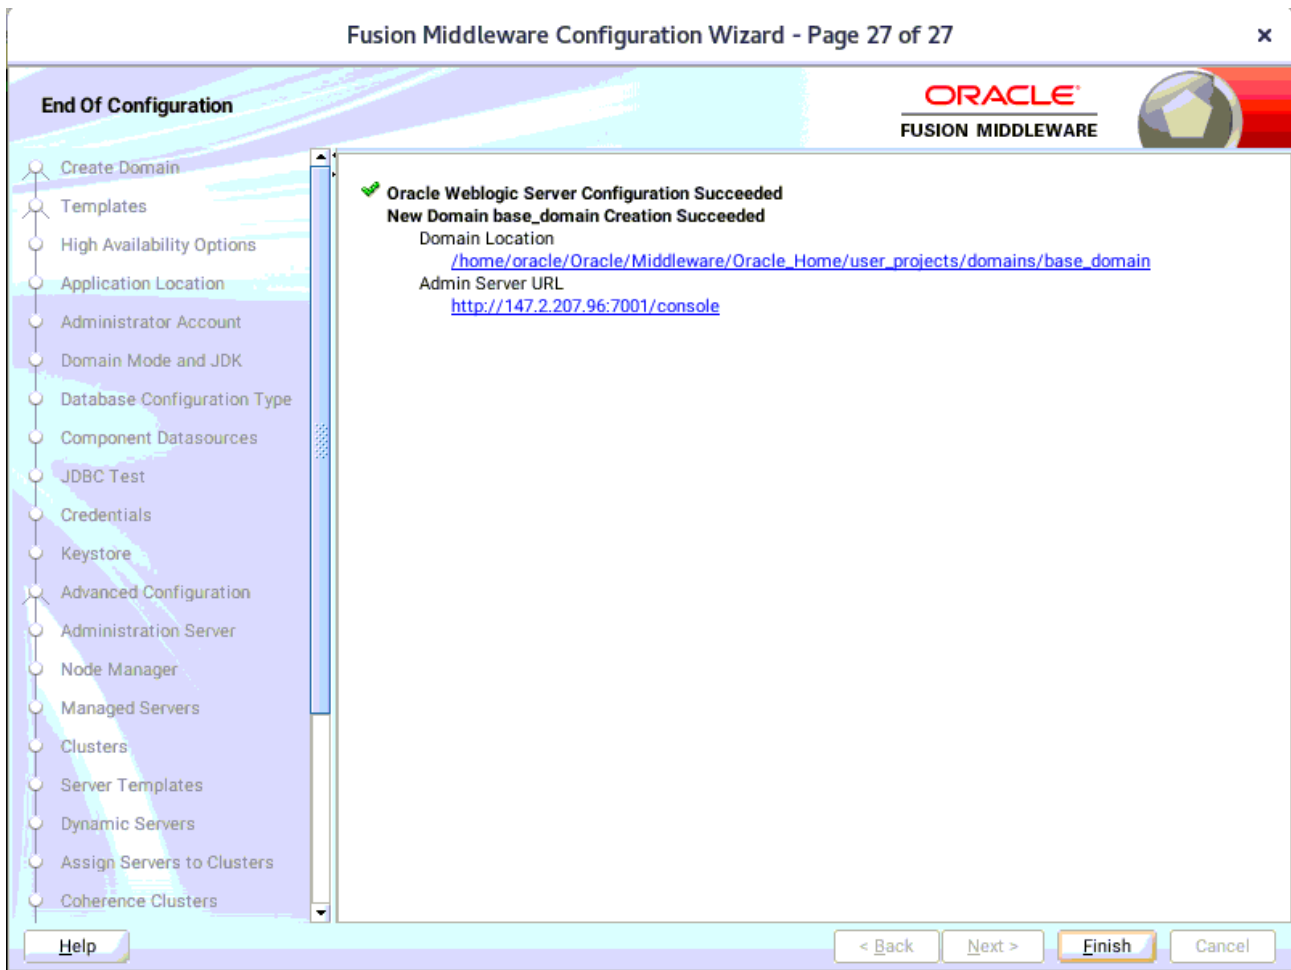 Fusion Middleware Configuration Wizard - Page 27 of 27
End Of Configuration
ORACLE
FUSION MIDDLEWARE
Create Domain
Templates
High Availability Options
Application Location
Administrator Account
Domain Mode and JDK
Database Configuration Type
Component Datasources
JDBC Test
Credentials
Keystore
Advanced Configuration
Administration Server
Node Manager
Managed Servers
Clusters
Server Templates
Dynamic Servers
Assign Servers to Clusters
Coherence Clusters
Oracle Weblogic Server Configuration Succeeded
New Domain base_domain Creation Succeeded
Domain Location
/home/oracle/Oracle/Middleware/Oracle_Home/user_projects/domains/base_domain
Admin Server URL
http://147.2.207.96:7001/console
Help
< Back
Next >
Finish
Cancel